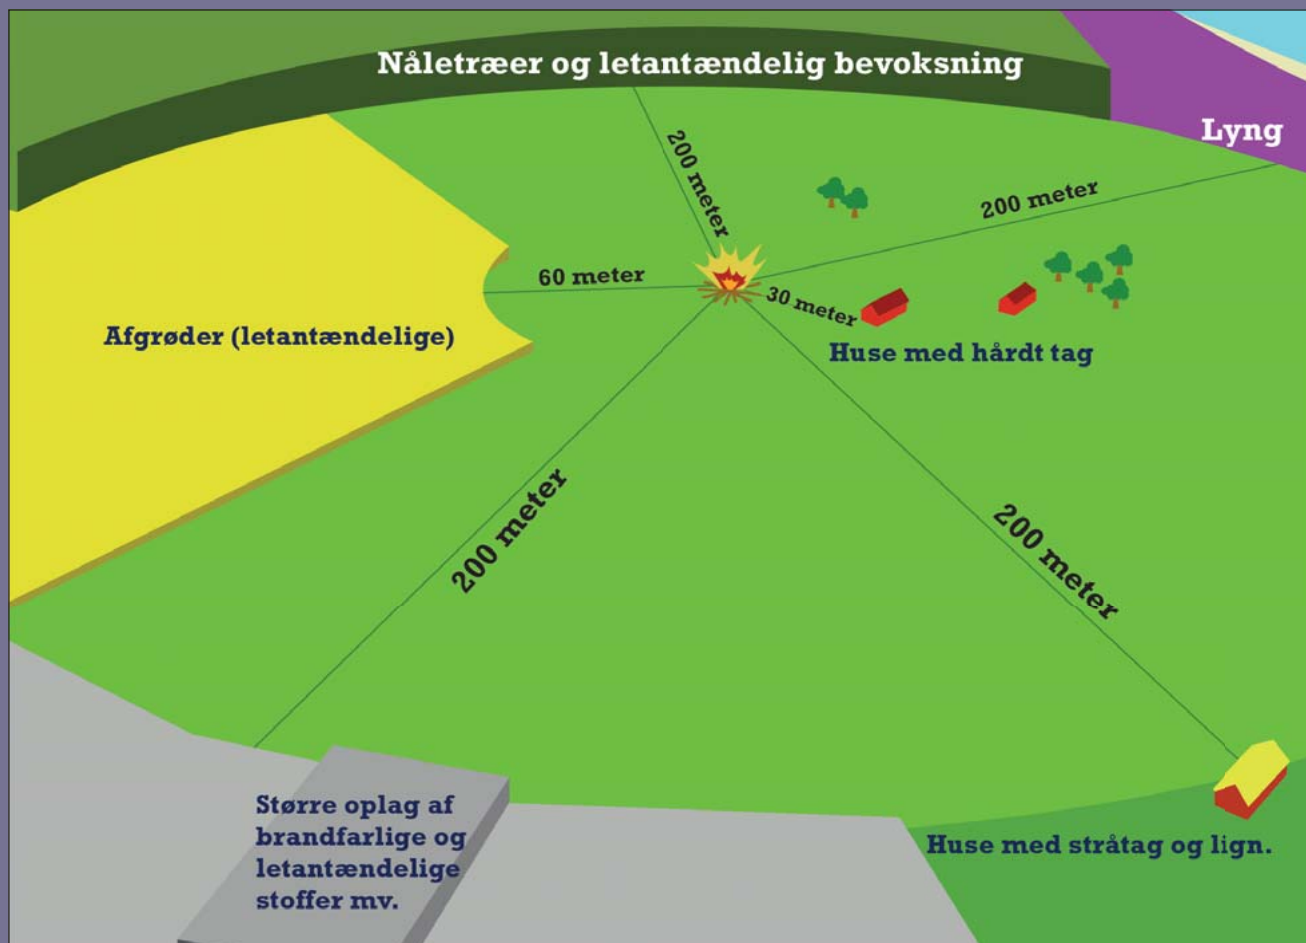 Nåletræer og letantændelig bevoksning
Lyng
200 meter
200 meter
60 meter
30 meter
Afgrøder (letantændelige)
Huse med hårdt tag
200 meter
200 meter
Større oplag af
brandfarlige og
letantændelige
stoffer mv.
Huse med stråtag og lign.